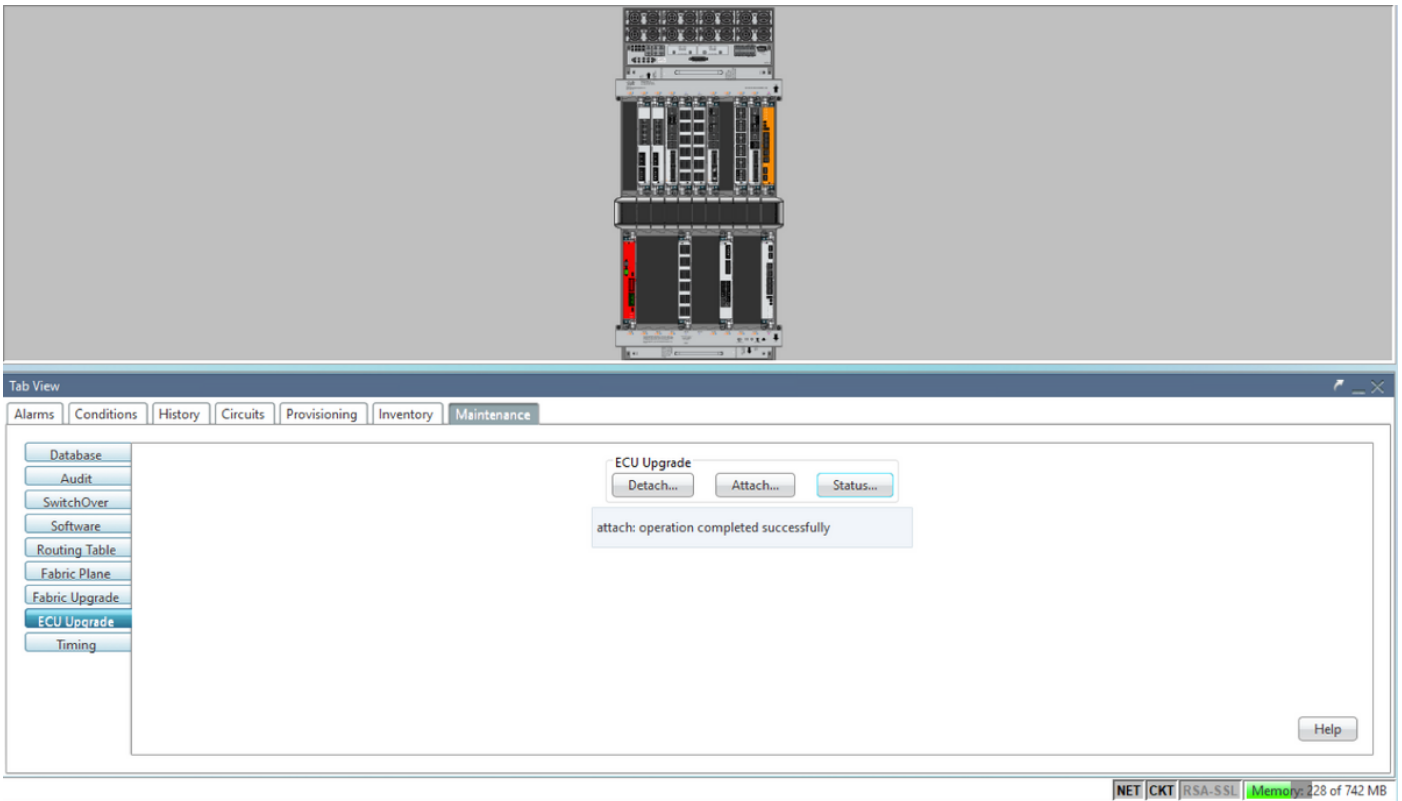 Tab View
Alarms Conditions History Circuits Provisioning Inventory Maintenance
Database
Audit
SwitchOver
Software
Routing Table
Fabric Plane
Fabric Upgrade
ECU Upgrade
Timing
ECU Upgrade
Detach... Attach... Status...
attach: operation completed successfully
Help
NET CKT RSA-SSL Memory: 228 of 742 MB